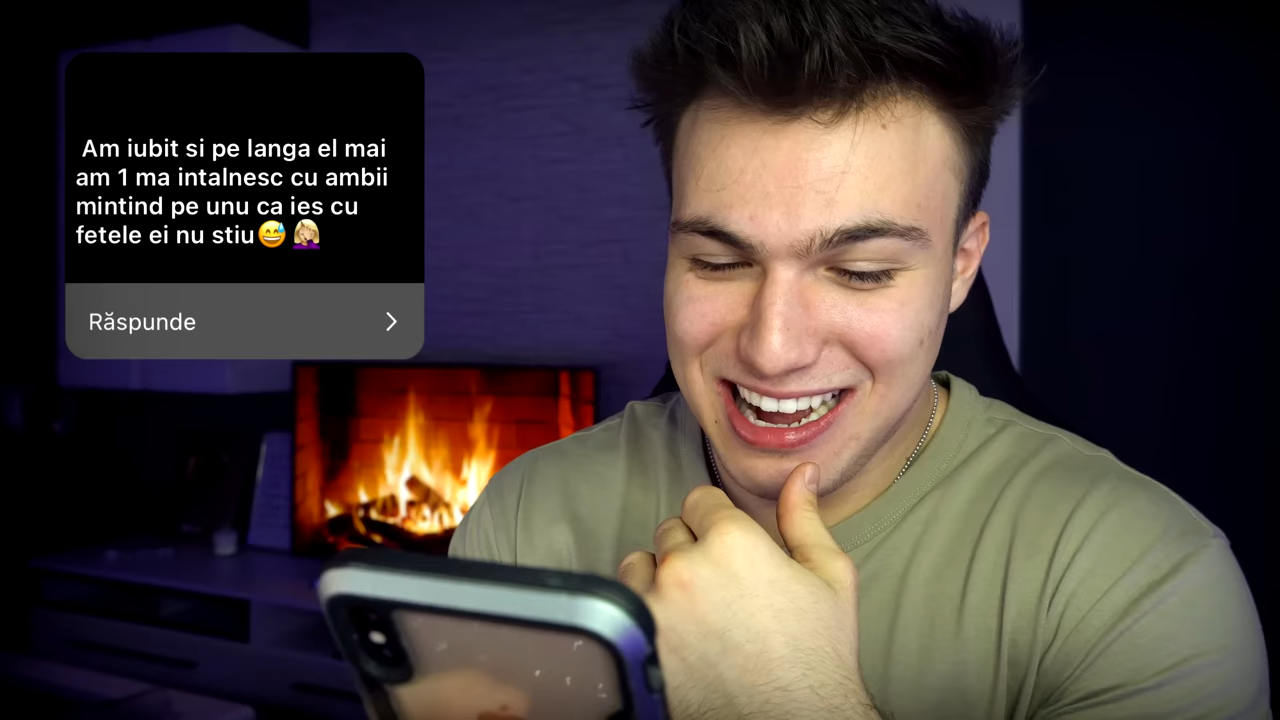 Am iubit si pe langa el mai
am 1 ma intalnesc cu ambii
mintind pe unu ca ies cu
fetele ei nu stiu😅🤦🏼‍♀️
Răspunde